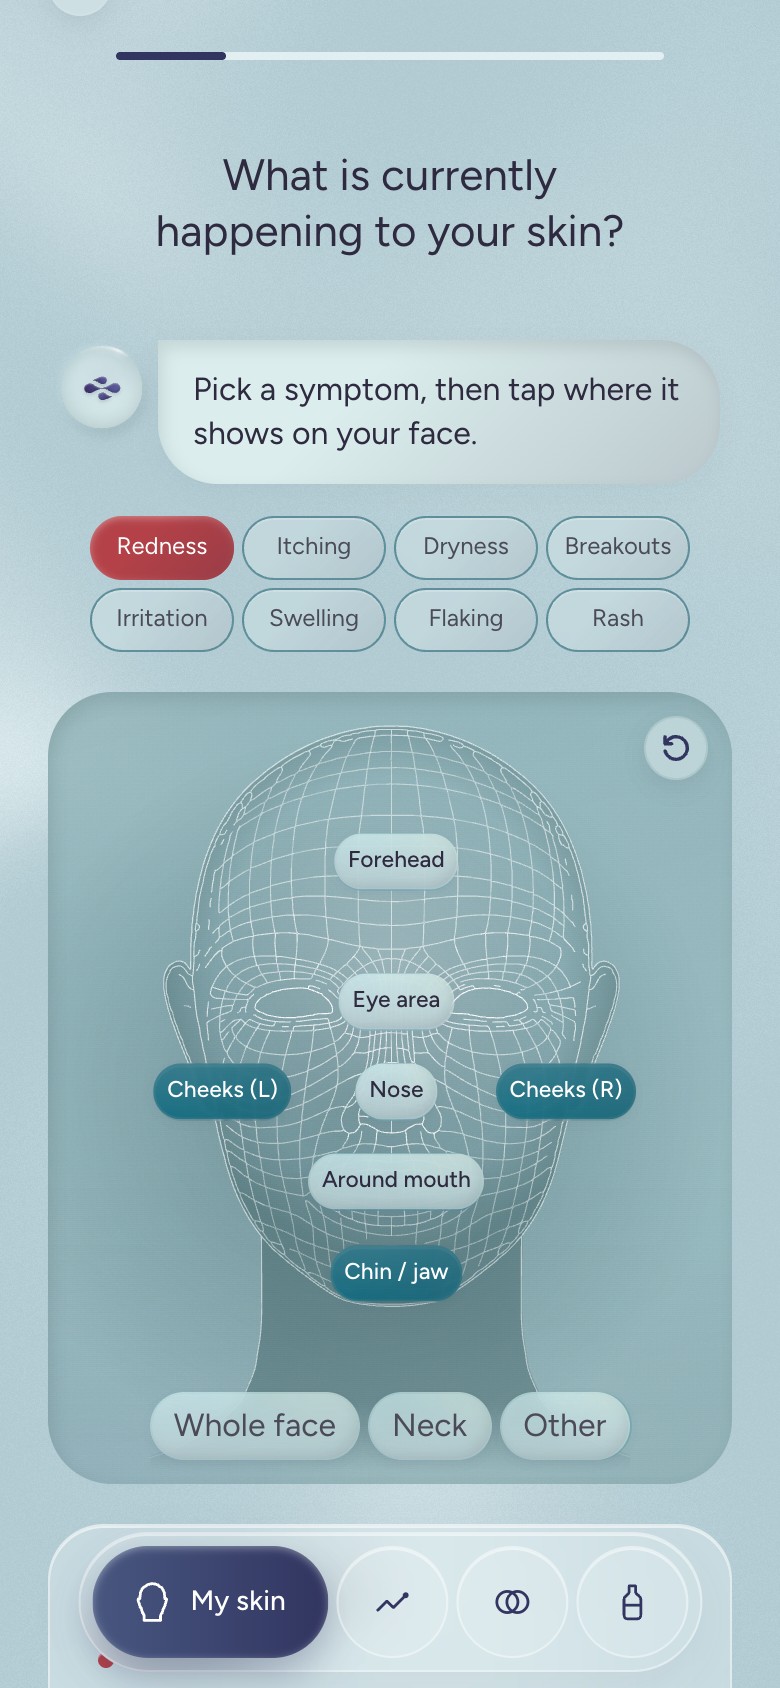 What is currently
happening to your skin?
Pick a symptom, then tap where it
shows on your face.
Redness
Itching
Dryness
Breakouts
Irritation
Swelling
Flaking
Rash
Forehead
Eye area
Cheeks (L)
Nose
Cheeks (R)
Around mouth
Chin / jaw
Whole face
Neck
Other
My skin